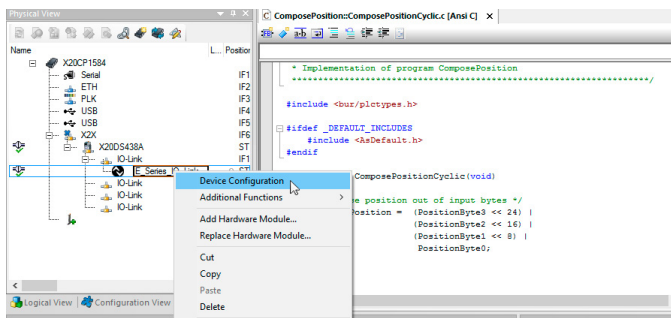 Physical View
Name
L...
Position
X20CP1584
Serial
IF1
ETH
IF2
PLK
IF3
USB
IF4
USB
IF5
X2X
IF6
X20DS438A
ST
IO-Link
IF1
E_Series_IO_Link
ST
IO-Link
IO-Link
IO-Link
Logical View
Configuration View
Device Configuration
Additional Functions
Add Hardware Module...
Replace Hardware Module...
Cut
Copy
Paste
Delete
ComposePosition::ComposePositionCyclic.c [Ansi C]
* Implementation of program ComposePosition
#include <bur/plctypes.h>
#ifdef _DEFAULT_INCLUDES
#include <AsDefault.h>
#endif
ComposePositionCyclic(void)
se position out of input bytes */
Position = (PositionByte3 << 24) |
(PositionByte2 << 16) |
(PositionByte1 << 8) |
PositionByte0;